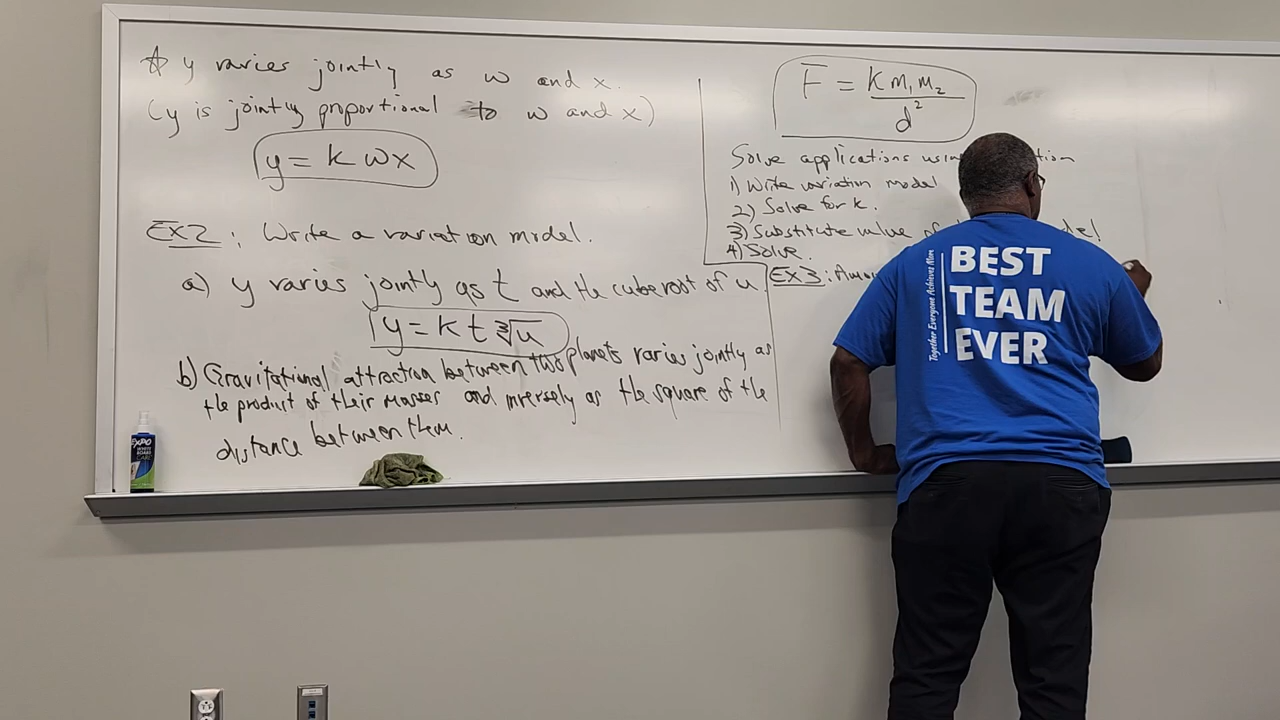 ☆ y varies jointly as w and x.
(y is jointly proportional to w and x)
y = k w x
EX2: Write a variation model.
a) y varies jointly as t and the cube root of u
y = k t ∛u
b) Gravitational attraction between two planets varies jointly as
the product of their masses and inversely as the square of the
distance between them.
F = K m₁ m₂ / d²
Solve applications using
1) Write variation model
2) Solve for k.
3) Substitute value of
4) Solve.
EX3:
BEST
TEAM
EVER
Together Everyone Achieves More
EXPO